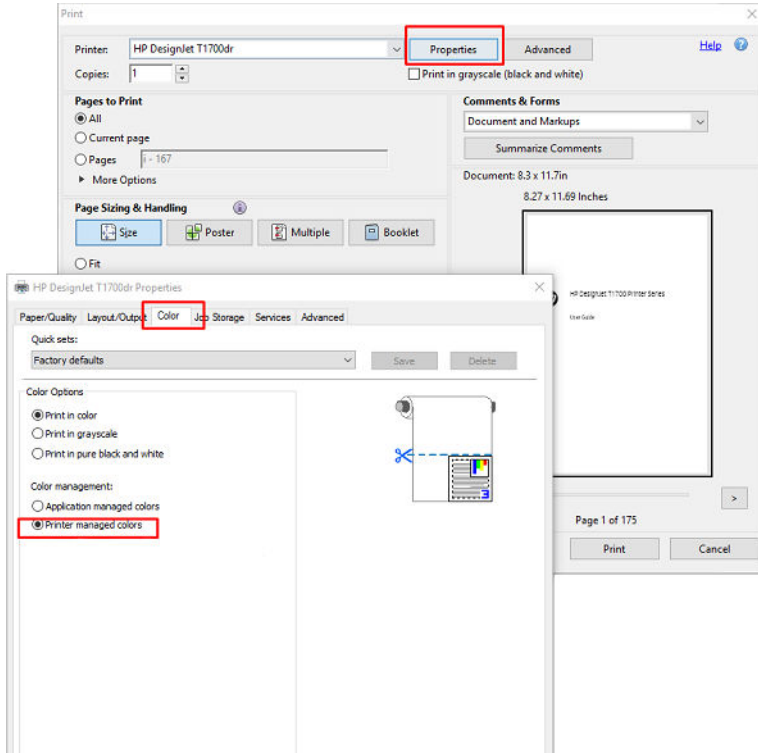 Print
Printer: HP DesignJet T1700dr Properties Advanced Help
Copies: 1 Print in grayscale (black and white)
Pages to Print
All
Current page
Pages i - 167
More Options
Page Sizing & Handling
Size Poster Multiple Booklet
Fit
Comments & Forms
Document and Markups
Summarize Comments
Document: 8.3 x 11.7in
8.27 x 11.69 Inches
HP DesignJet T1700 Printer Series
User Guide
>
Page 1 of 175
Print Cancel
HP DesignJet T1700dr Properties
Paper/Quality Layout/Output Color Job Storage Services Advanced
Quick sets:
Factory defaults Save Delete
Color Options
Print in color
Print in grayscale
Print in pure black and white
Color management:
Application managed colors
Printer managed colors
3